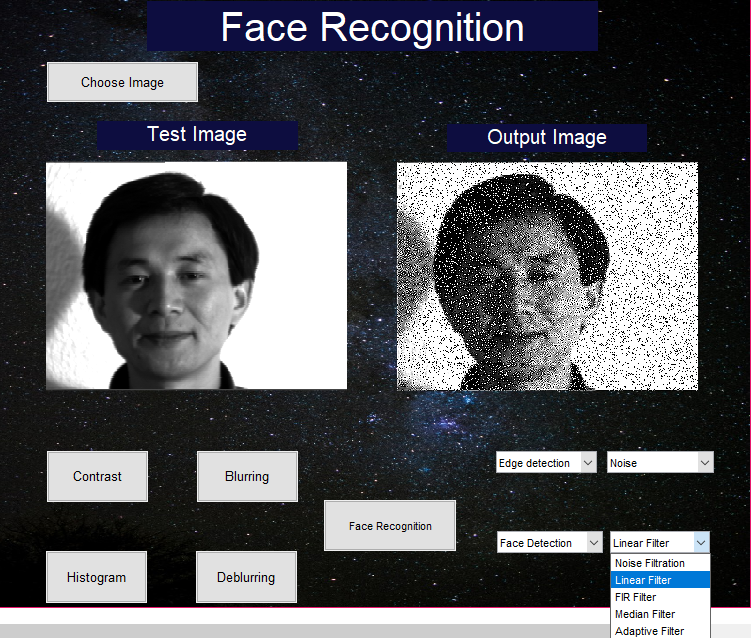 Face Recognition
Choose Image
Test Image
Output Image
Contrast
Blurring
Edge detection
Noise
Face Recognition
Face Detection
Linear Filter
Histogram
Deblurring
Noise Filtration
Linear Filter
FIR Filter
Median Filter
Adaptive Filter